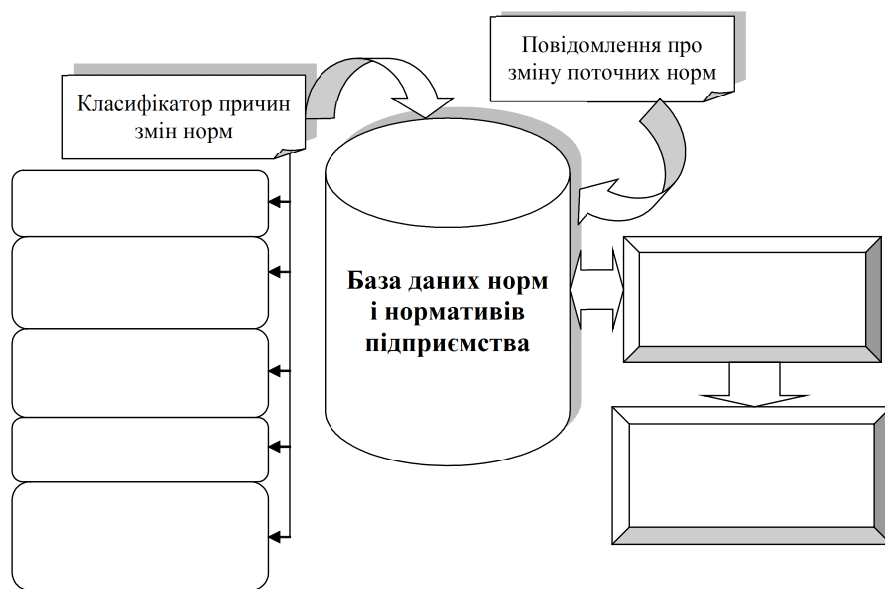 Повідомлення про
зміну поточних норм
Класифікатор причин
змін норм
База даних норм
і нормативів
підприємства